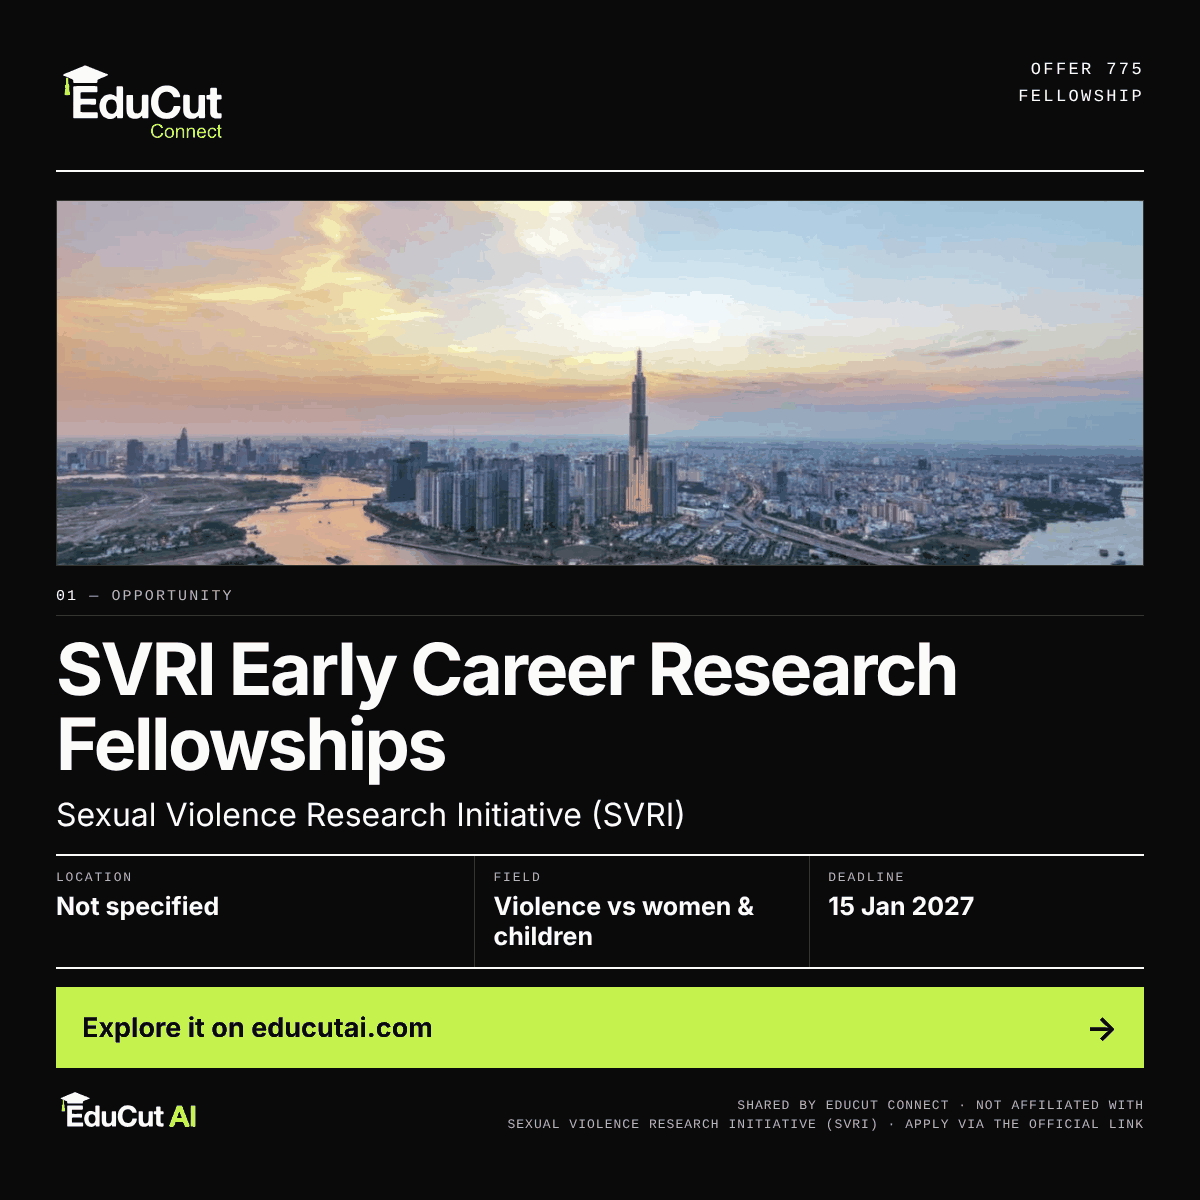 EduCut
Connect
OFFER 775
FELLOWSHIP
01 — OPPORTUNITY
SVRI Early Career Research
Fellowships
Sexual Violence Research Initiative (SVRI)
LOCATION
Not specified
FIELD
Violence vs women &
children
DEADLINE
15 Jan 2027
Explore it on educutai.com →
EduCut AI
SHARED BY EDUCUT CONNECT · NOT AFFILIATED WITH
SEXUAL VIOLENCE RESEARCH INITIATIVE (SVRI) · APPLY VIA THE OFFICIAL LINK